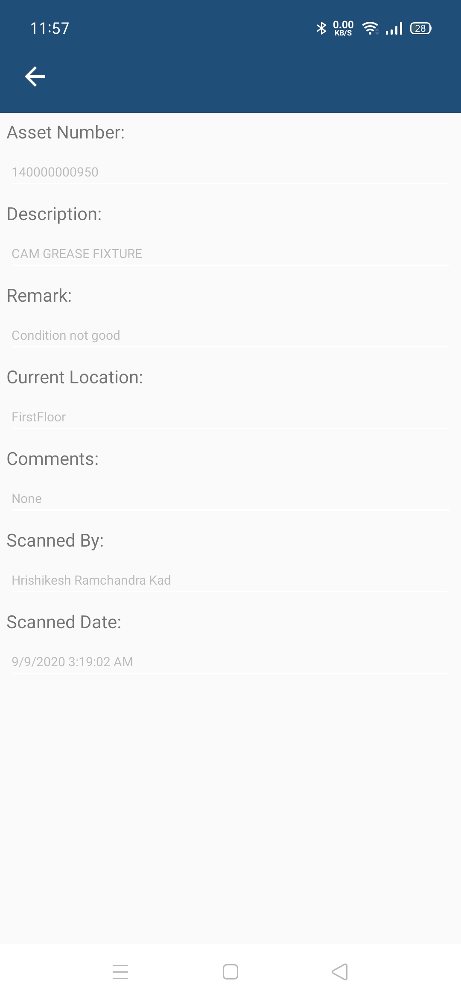 11:57
0.00
KB/S
28
Asset Number:
140000000950
Description:
CAM GREASE FIXTURE
Remark:
Condition not good
Current Location:
FirstFloor
Comments:
None
Scanned By:
Hrishikesh Ramchandra Kad
Scanned Date:
9/9/2020 3:19:02 AM